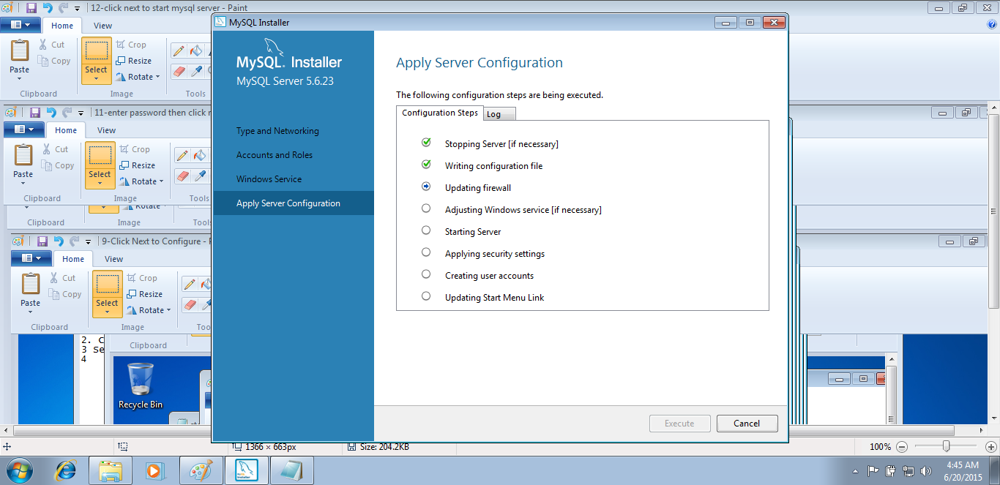 12-click next to start mysql server - Paint
Home
View
Paste
Cut
Copy
Clipboard
Select
Crop
Resize
Rotate
Image
Tools
11-enter password then click
Home
View
Paste
Cut
Copy
Clipboard
Select
Crop
Resize
Rotate
Image
Tools
Rotate
Clipboard
Image
9-Click Next to Configure -
Home
View
Paste
Cut
Copy
Clipboard
Select
Crop
Resize
Rotate
Image
2. C
3 Se
4
Clipboard
Recycle Bin
MySQL Installer
MySQL. Installer
MySQL Server 5.6.23
Type and Networking
Accounts and Roles
Windows Service
Apply Server Configuration
Apply Server Configuration
The following configuration steps are being executed.
Configuration Steps
Log
Stopping Server [if necessary]
Writing configuration file
Updating firewall
Adjusting Windows service [if necessary]
Starting Server
Applying security settings
Creating user accounts
Updating Start Menu Link
Execute
Cancel
1366 × 663px
Size: 204.2KB
100%
4:45 AM
6/20/2015